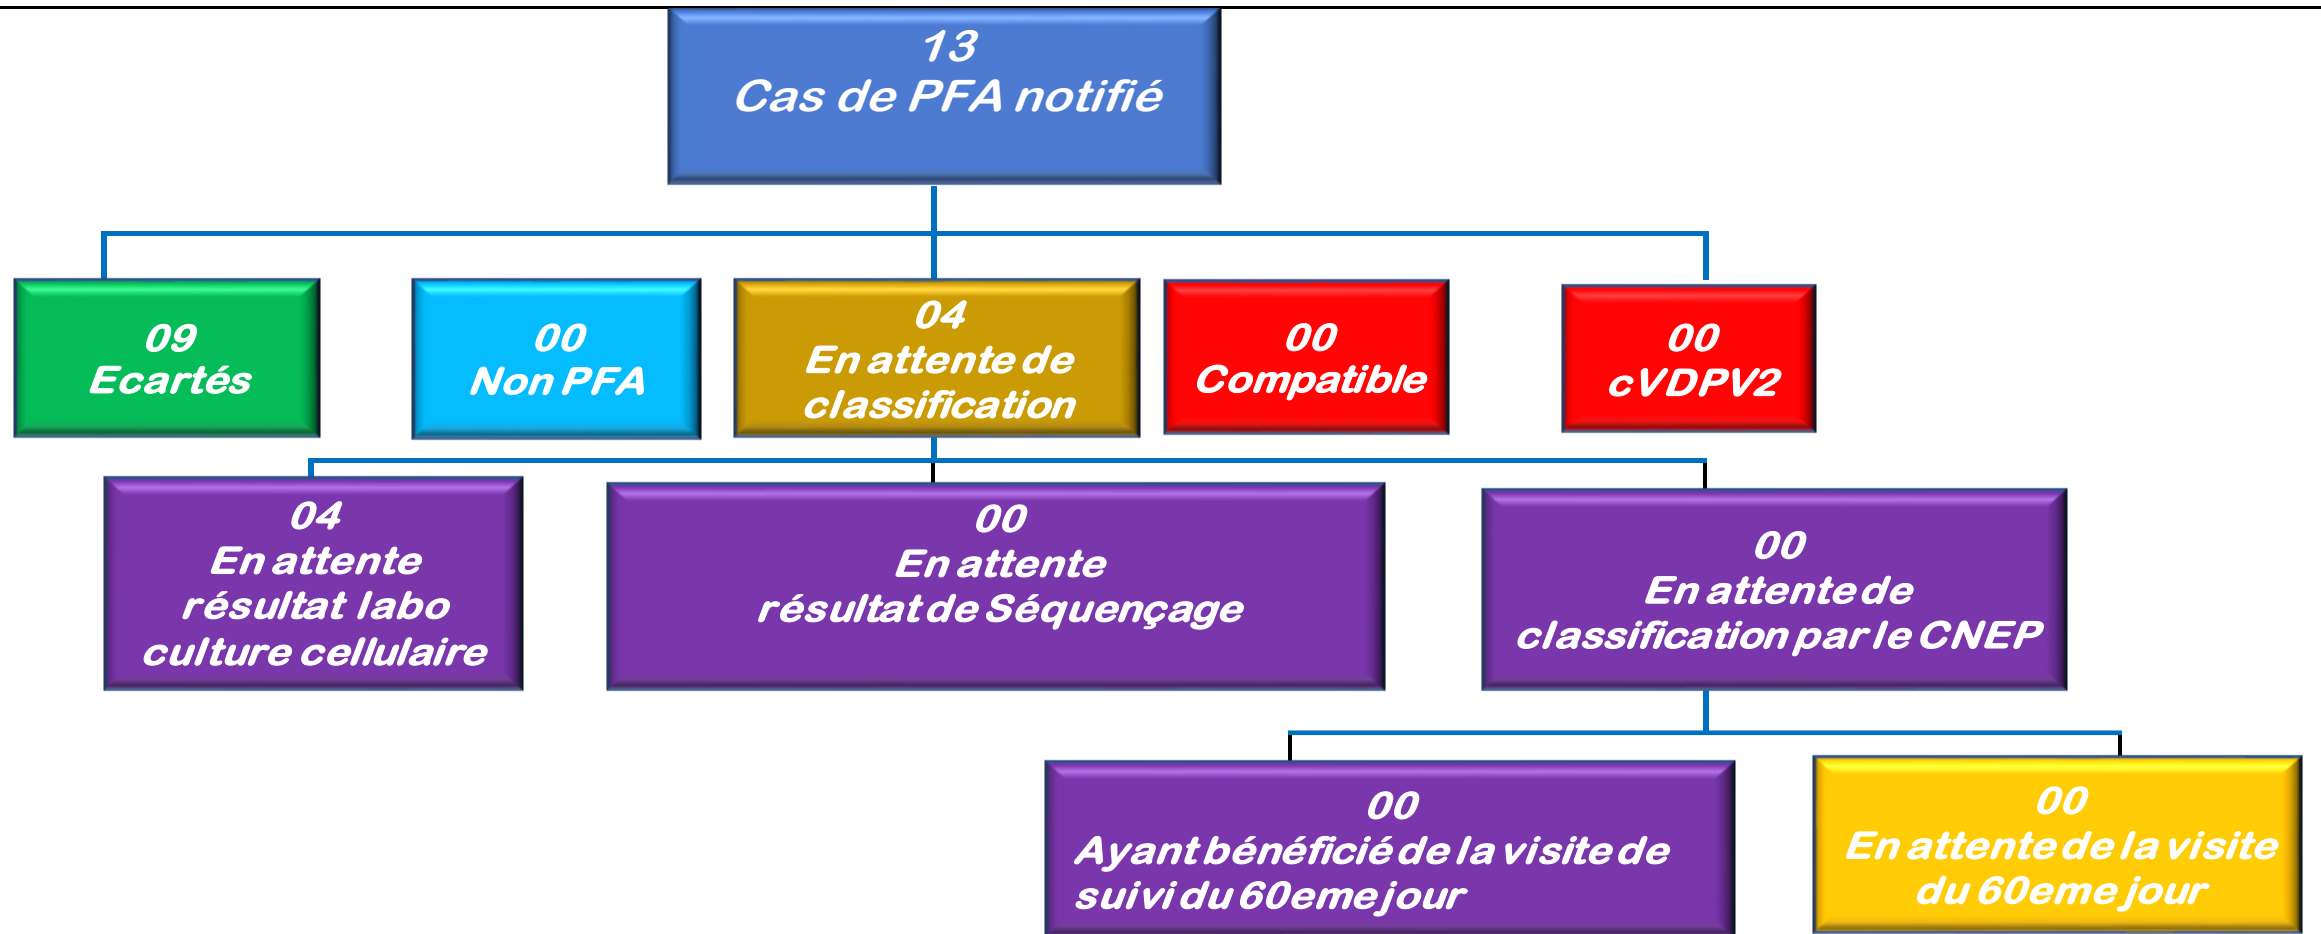 13
Cas de PFA notifié
09
Ecartés
00
Non PFA
04
En attente de
classification
00
Compatible
00
cVDPV2
04
En attente
résultat labo
culture cellulaire
00
En attente
résultat de Séquençage
00
En attente de
classification par le CNEP
00
Ayant bénéficié de la visite de
suivi du 60eme jour
00
En attente de la visite
du 60eme jour